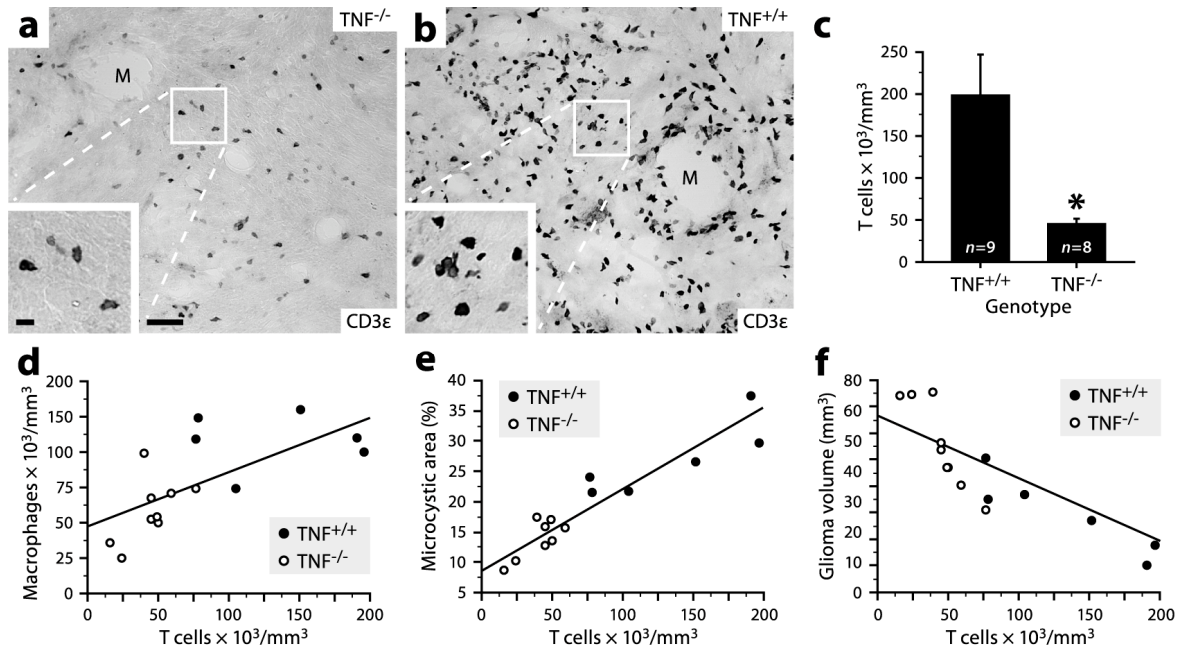 a
TNF-/-
M
CD3ε
b
TNF+/+
M
CD3ε
c
T cells × 10³/mm³
250
200
150
100
50
0
n=9
*
n=8
TNF+/+
TNF-/-
Genotype
d
Macrophages × 10³/mm³
200
150
100
75
50
25
0
TNF+/+
TNF-/-
0
50
100
150
200
T cells × 10³/mm³
e
Microcystic area (%)
40
35
30
25
20
15
10
5
TNF+/+
TNF-/-
0
50
100
150
200
T cells × 10³/mm³
f
Glioma volume (mm³)
80
60
50
40
30
20
10
0
TNF+/+
TNF-/-
0
50
100
150
200
T cells × 10³/mm³